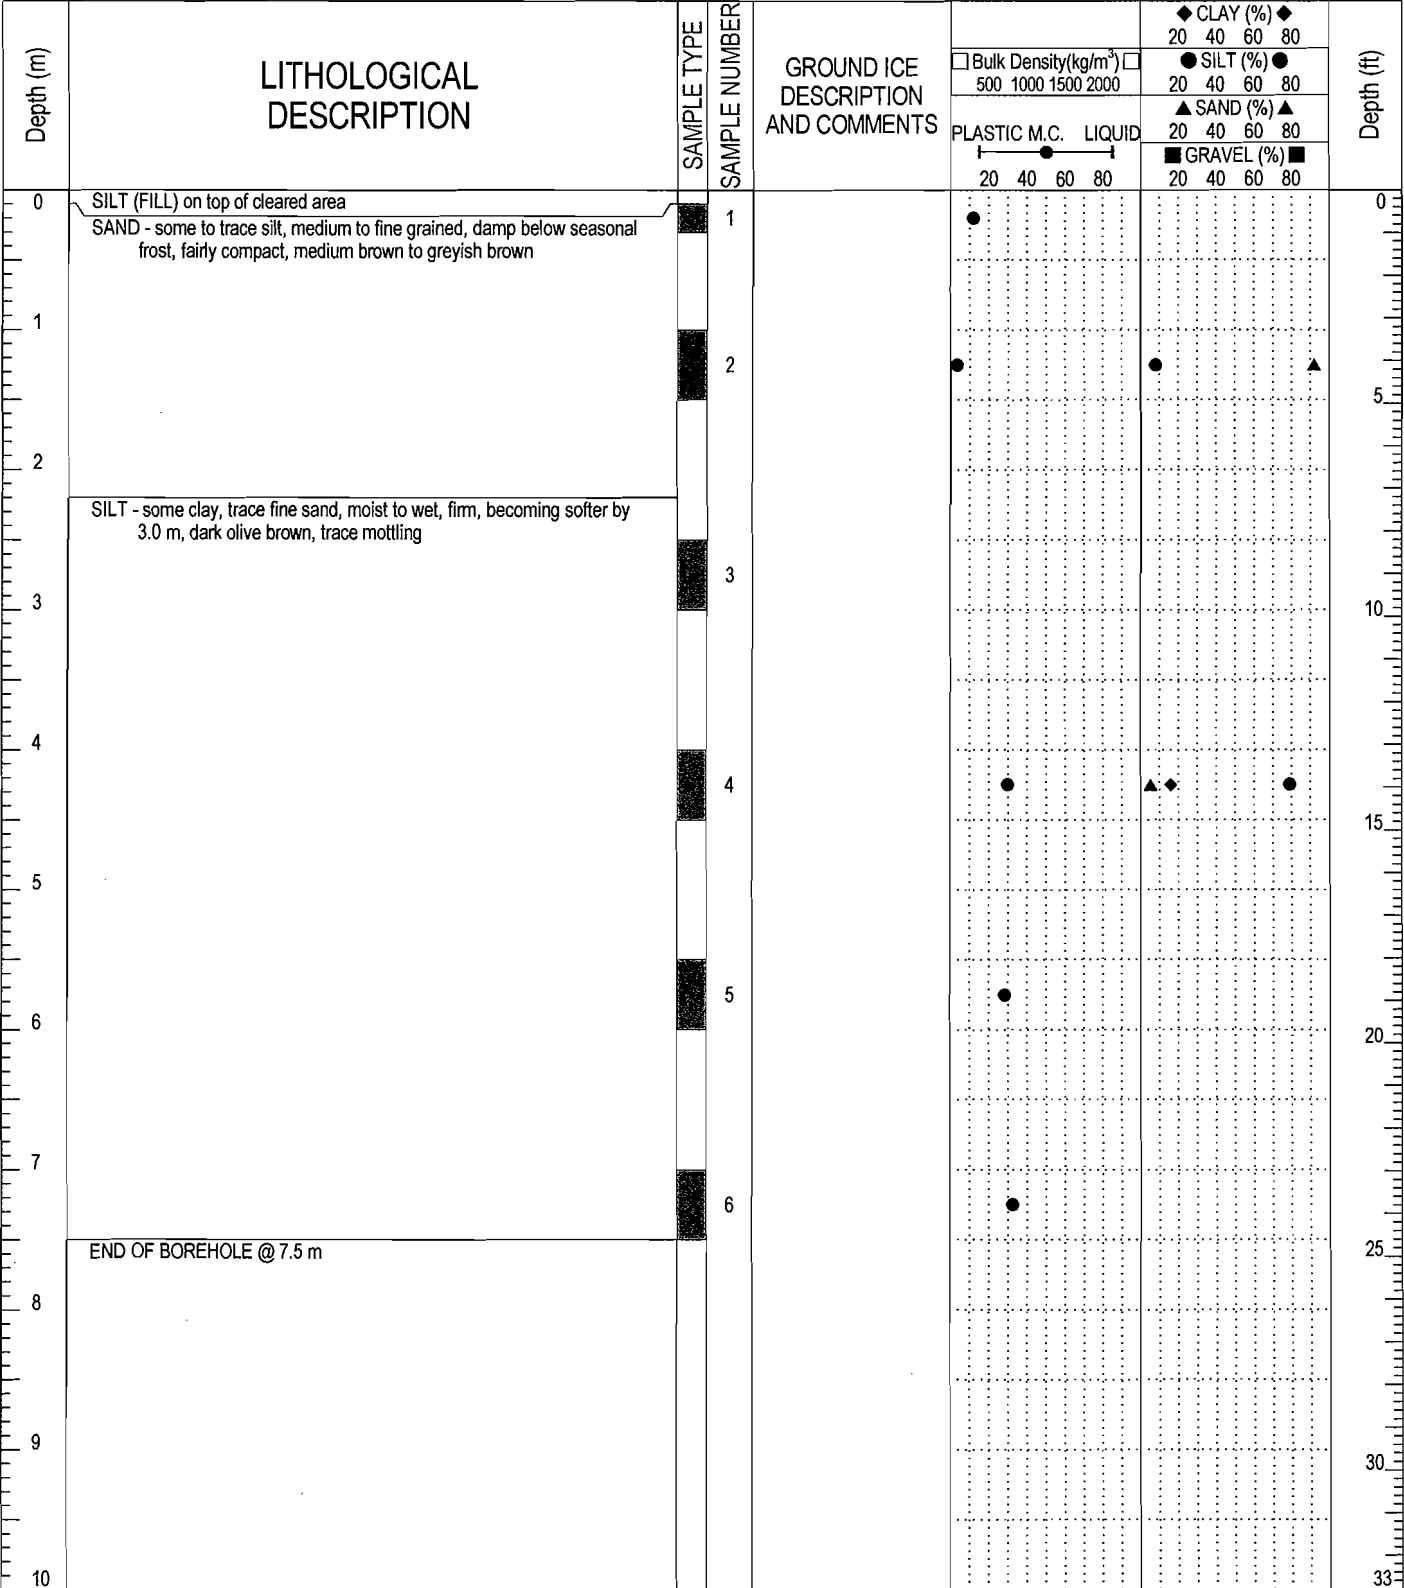 Depth (m)
LITHOLOGICAL
DESCRIPTION
SAMPLE TYPE
SAMPLE NUMBER
GROUND ICE
DESCRIPTION
AND COMMENTS
□ Bulk Density(kg/m³) □
500 1000 1500 2000
PLASTIC M.C. LIQUID
20 40 60 80
◆ CLAY (%) ◆
20 40 60 80
● SILT (%) ●
20 40 60 80
▲ SAND (%) ▲
20 40 60 80
■ GRAVEL (%) ■
20 40 60 80
Depth (ft)
0
SILT (FILL) on top of cleared area
1
0
SAND - some to trace silt, medium to fine grained, damp below seasonal
frost, fairly compact, medium brown to greyish brown
1
2
5
2
SILT - some clay, trace fine sand, moist to wet, firm, becoming softer by
3.0 m, dark olive brown, trace mottling
3
3
10
4
4
15
5
5
6
20
7
6
END OF BOREHOLE @ 7.5 m
25
8
9
30
10
33